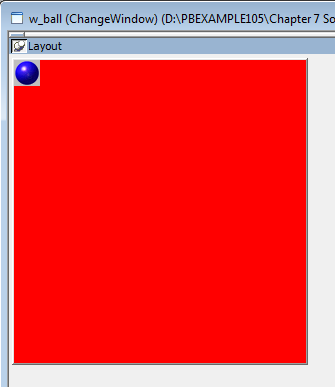 w_ball (ChangeWindow) (D:\PBEXAMPLE105\Chapter 7 So
Layout